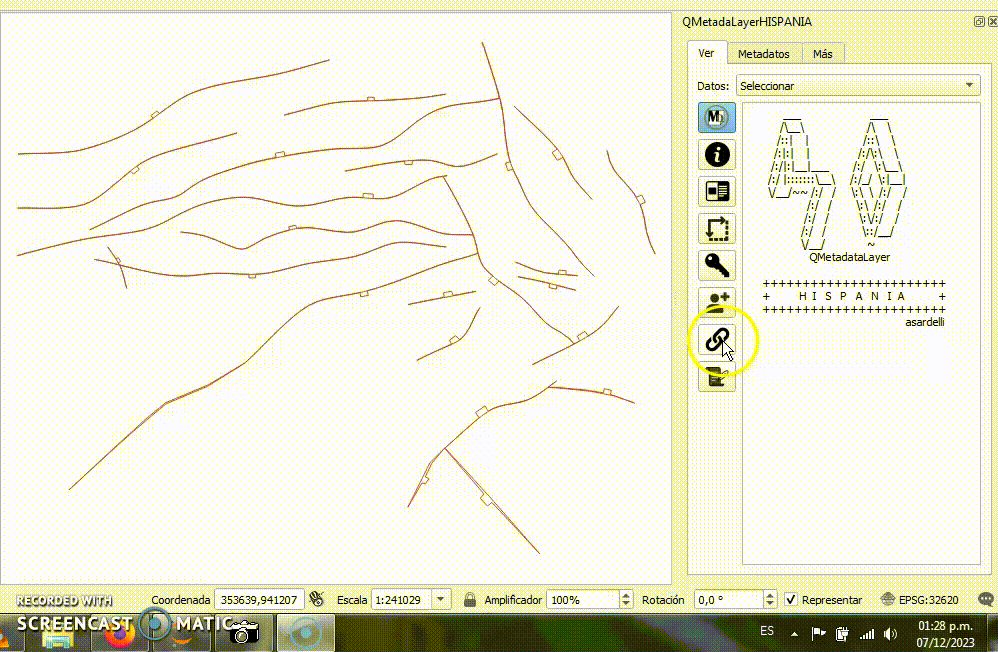 QMetadaLayerHISPANIA
Ver Metadatos Más
Datos: Seleccionar
QMetadataLayer
+++++++++++++++++++++++
+ H I S P A N I A +
+++++++++++++++++++++++
asardelli
Coordenada 353639,941207 Escala 1:241029 Amplificador 100% Rotación 0,0 ° Representar EPSG:32620
RECORDED WITH
SCREENCAST MATIC
ES
01:28 p.m.
07/12/2023